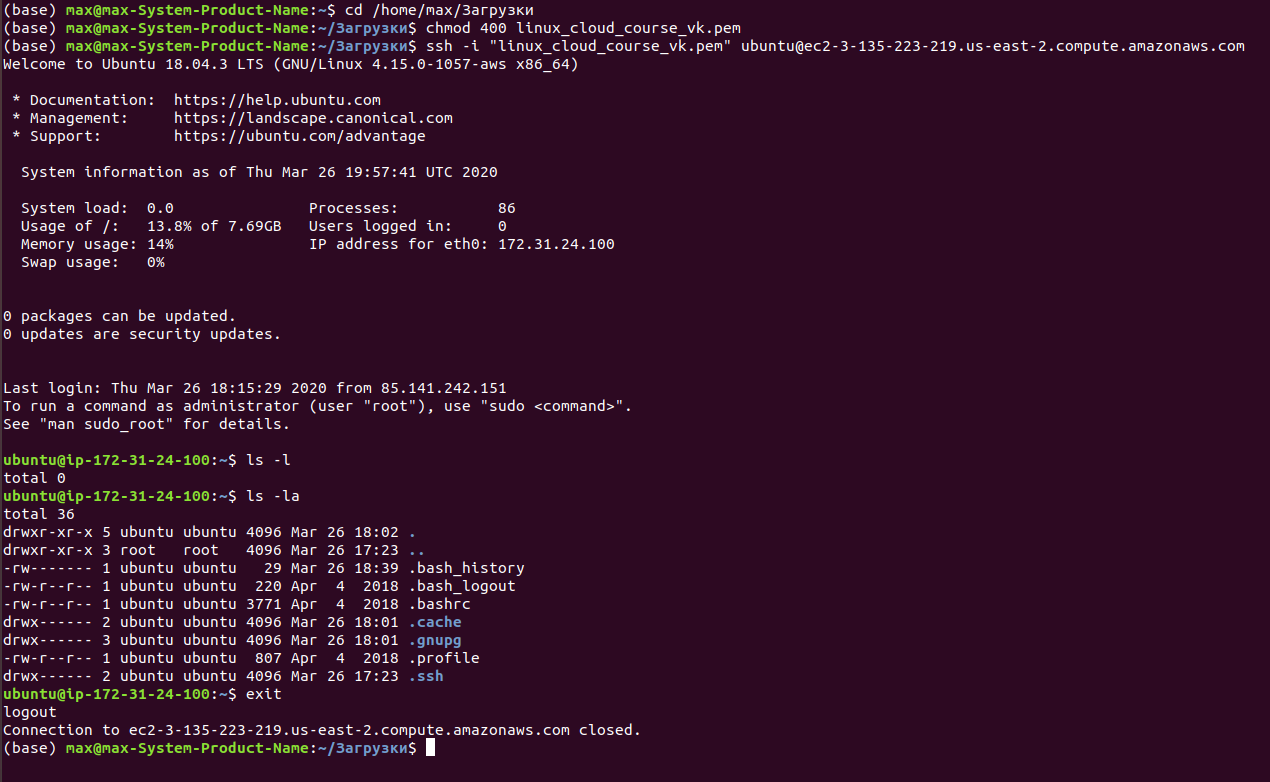 (base) max@max-System-Product-Name:~$ cd /home/max/Загрузки
(base) max@max-System-Product-Name:~/Загрузки$ chmod 400 linux_cloud_course_vk.pem
(base) max@max-System-Product-Name:~/Загрузки$ ssh -i "linux_cloud_course_vk.pem" ubuntu@ec2-3-135-223-219.us-east-2.compute.amazonaws.com
Welcome to Ubuntu 18.04.3 LTS (GNU/Linux 4.15.0-1057-aws x86_64)

 * Documentation:  https://help.ubuntu.com
 * Management:     https://landscape.canonical.com
 * Support:        https://ubuntu.com/advantage

  System information as of Thu Mar 26 19:57:41 UTC 2020

  System load:  0.0               Processes:           86
  Usage of /:   13.8% of 7.69GB   Users logged in:     0
  Memory usage: 14%               IP address for eth0: 172.31.24.100
  Swap usage:   0%


0 packages can be updated.
0 updates are security updates.


Last login: Thu Mar 26 18:15:29 2020 from 85.141.242.151
To run a command as administrator (user "root"), use "sudo <command>".
See "man sudo_root" for details.

ubuntu@ip-172-31-24-100:~$ ls -l
total 0
ubuntu@ip-172-31-24-100:~$ ls -la
total 36
drwxr-xr-x 5 ubuntu ubuntu 4096 Mar 26 18:02 .
drwxr-xr-x 3 root   root   4096 Mar 26 17:23 ..
-rw------- 1 ubuntu ubuntu   29 Mar 26 18:39 .bash_history
-rw-r--r-- 1 ubuntu ubuntu  220 Apr  4  2018 .bash_logout
-rw-r--r-- 1 ubuntu ubuntu 3771 Apr  4  2018 .bashrc
drwx------ 2 ubuntu ubuntu 4096 Mar 26 18:01 .cache
drwx------ 3 ubuntu ubuntu 4096 Mar 26 18:01 .gnupg
-rw-r--r-- 1 ubuntu ubuntu  807 Apr  4  2018 .profile
drwx------ 2 ubuntu ubuntu 4096 Mar 26 17:23 .ssh
ubuntu@ip-172-31-24-100:~$ exit
logout
Connection to ec2-3-135-223-219.us-east-2.compute.amazonaws.com closed.
(base) max@max-System-Product-Name:~/Загрузки$